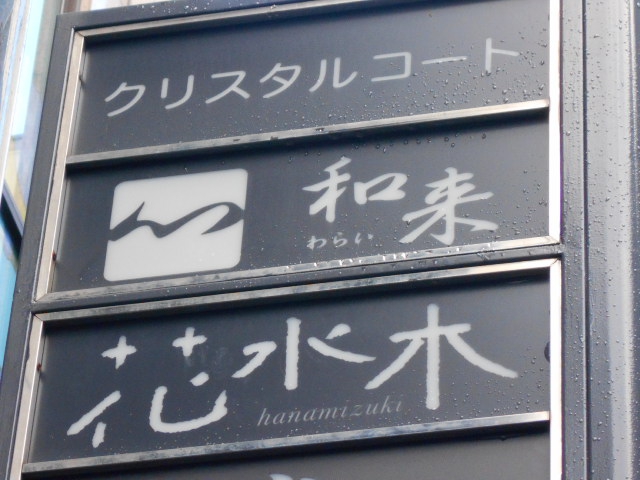 クリスタルコート
和来
わらい
花水木
hanamizuki